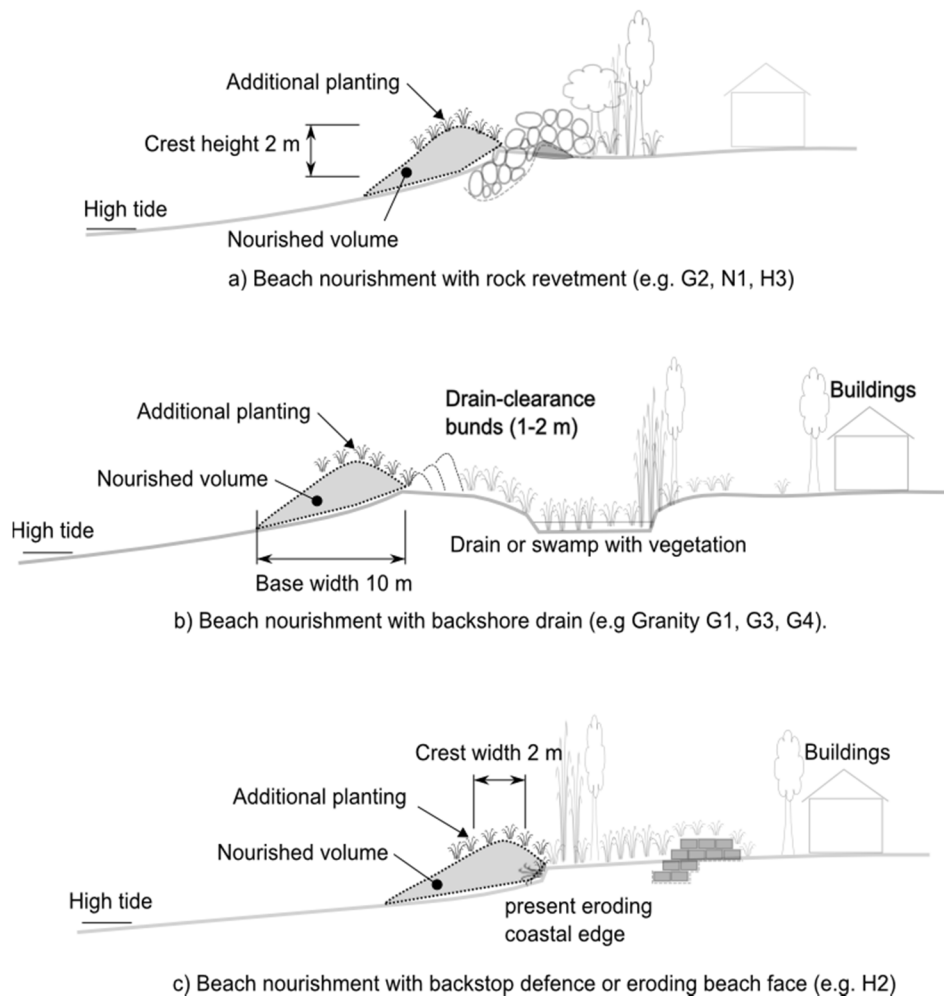 Additional planting
Crest height 2 m
High tide
Nourished volume
a) Beach nourishment with rock revetment (e.g. G2, N1, H3)
Additional planting
Drain-clearance
bunds (1-2 m)
Buildings
Nourished volume
High tide
Drain or swamp with vegetation
Base width 10 m
b) Beach nourishment with backshore drain (e.g Granity G1, G3, G4).
Crest width 2 m
Buildings
Additional planting
Nourished volume
High tide
present eroding
coastal edge
c) Beach nourishment with backstop defence or eroding beach face (e.g. H2)